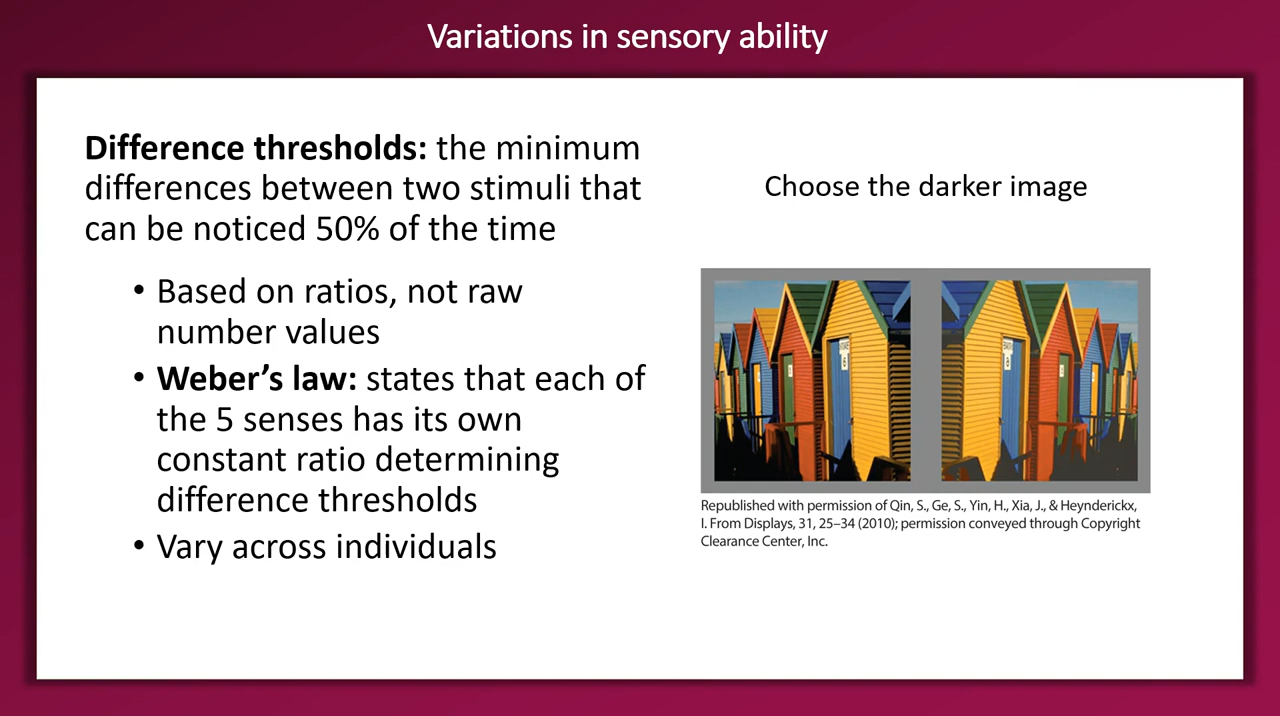 Variations in sensory ability
Difference thresholds: the minimum
differences between two stimuli that
can be noticed 50% of the time
• Based on ratios, not raw
number values
• Weber’s law: states that each of
the 5 senses has its own
constant ratio determining
difference thresholds
• Vary across individuals
Choose the darker image
Republished with permission of Qin, S., Ge, S., Yin, H., Xia, J., & Heynderickx,
I. From Displays, 31, 25–34 (2010); permission conveyed through Copyright
Clearance Center, Inc.